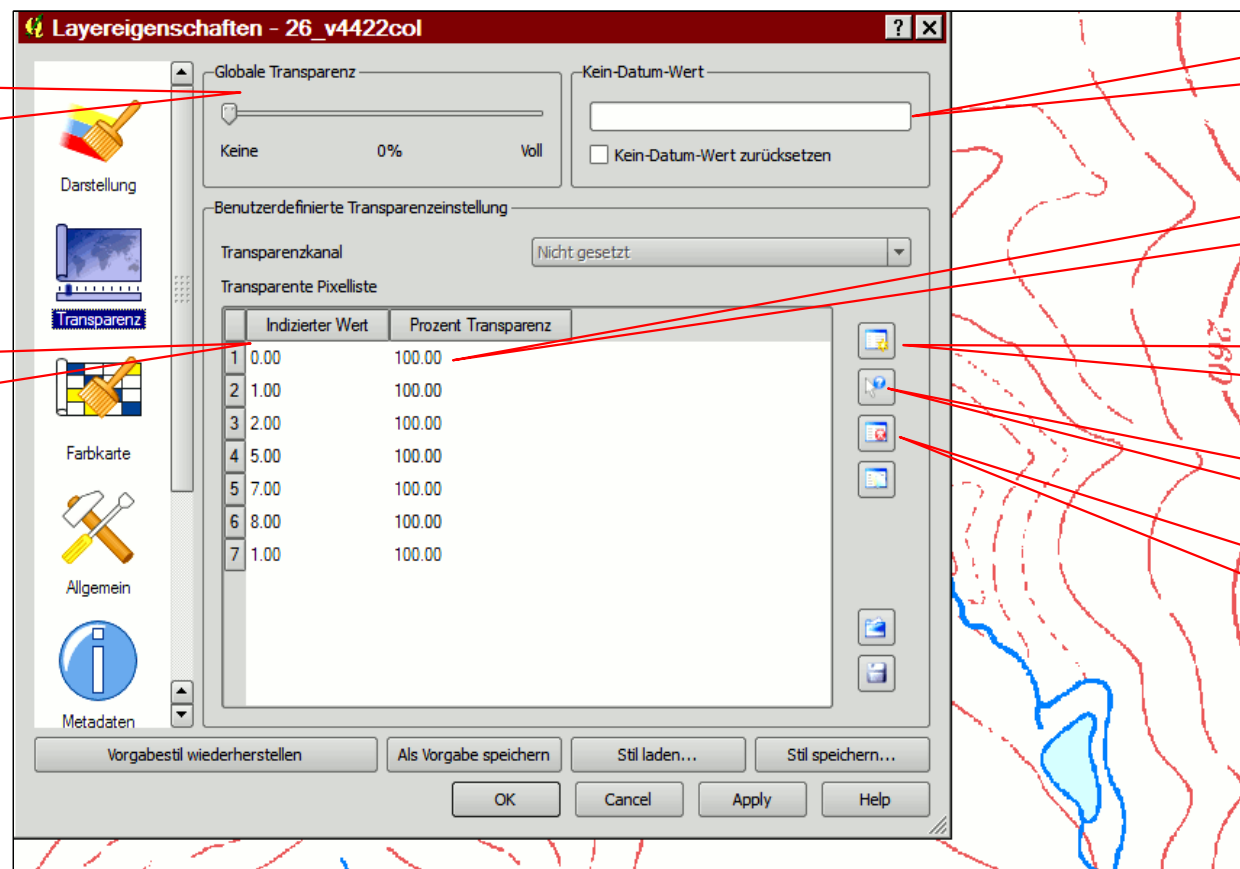 Layereigenschaften - 26_v4422col
Darstellung
Transparenz
Farbkarte
Allgemein
Metadaten
Globale Transparenz
Keine 0% Voll
Kein-Datum-Wert
Kein-Datum-Wert zurücksetzen
Benutzerdefinierte Transparenzeinstellung
Transparenzkanal Nicht gesetzt
Transparente Pixelliste
Indizierter Wert Prozent Transparenz
1 0.00 100.00
2 1.00 100.00
3 2.00 100.00
4 5.00 100.00
5 7.00 100.00
6 8.00 100.00
7 1.00 100.00
Vorgabestil wiederherstellen Als Vorgabe speichern Stil laden... Stil speichern...
OK Cancel Apply Help
260